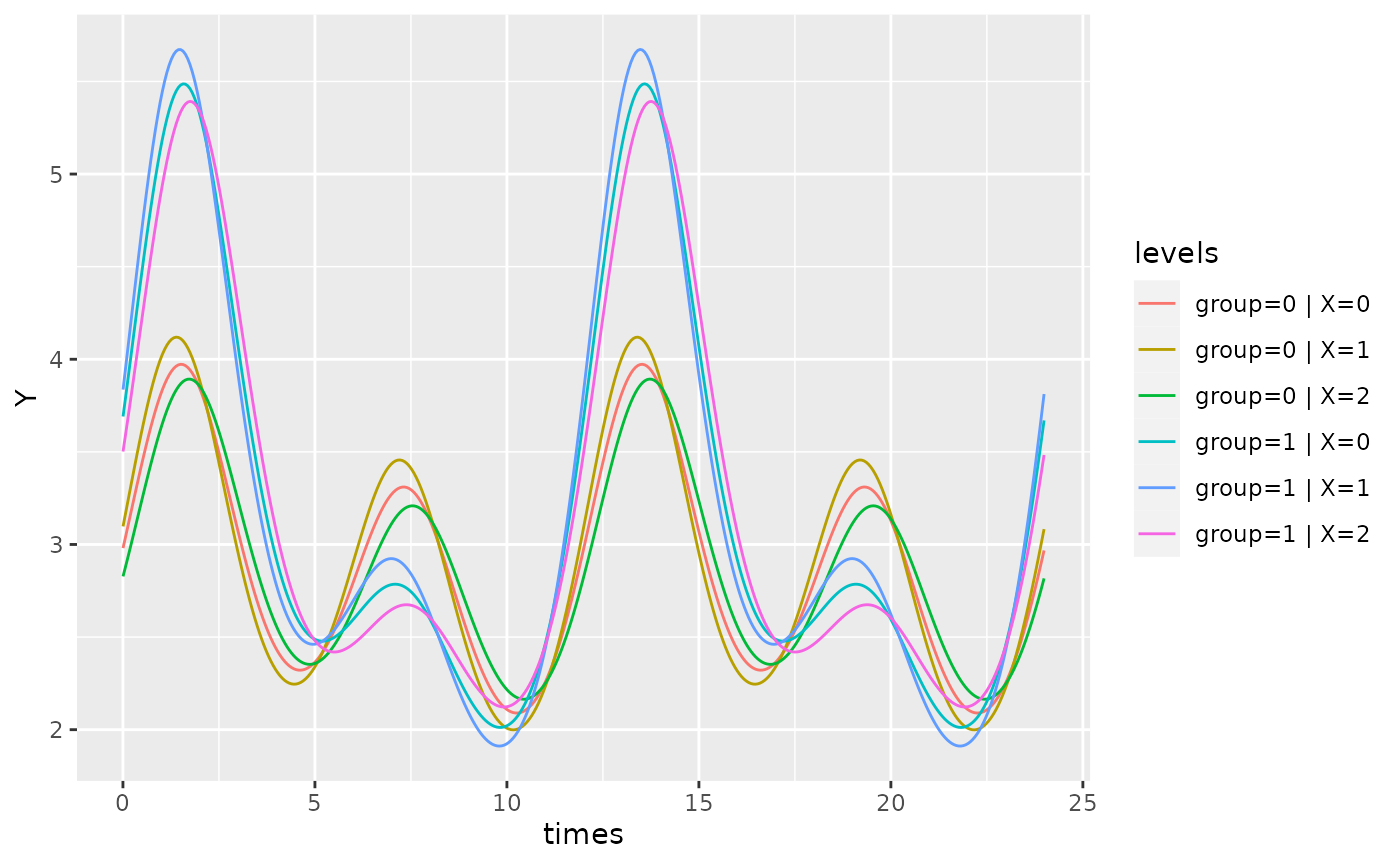 5
4
3
2
Y
0 5 10 15 20 25
times
levels
group=0 | X=0
group=0 | X=1
group=0 | X=2
group=1 | X=0
group=1 | X=1
group=1 | X=2